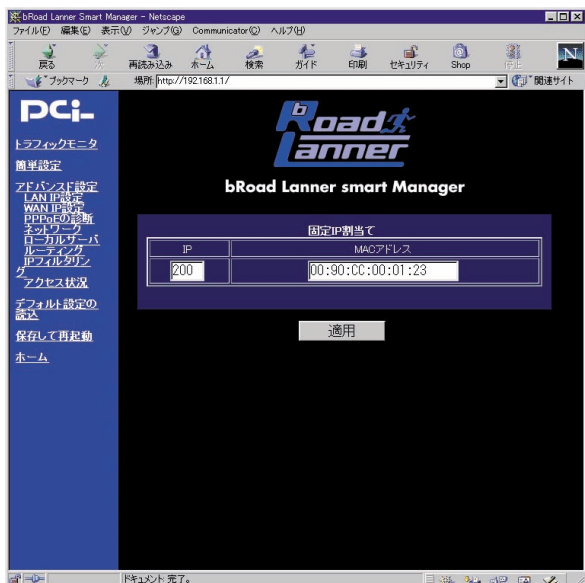 bRoad Lanner Smart Manager - Netscape
ファイル(F) 編集(E) 表示(V) ジャンプ(G) Communicator(C) ヘルプ(H)
戻る 再読み込み ホーム 検索 ガイド 印刷 セキュリティ Shop 停止
ブックマーク 場所: http://192.168.1.1/ 関連サイト
PCi-
トラフィックモニタ
簡単設定
アドバンスド設定
LAN IP設定
WAN IP設定
PPPoEの診断
ネットワーク
ローカルサーバ
ルーティング
IPフィルタリン
グ
アクセス状況
デフォルト設定の
読込
保存して再起動
ホーム
bRoad
Lanner
bRoad Lanner smart Manager
固定IP割当て
IP MACアドレス
200 00:90:CC:00:01:23
適用
ドキュメント 完了。